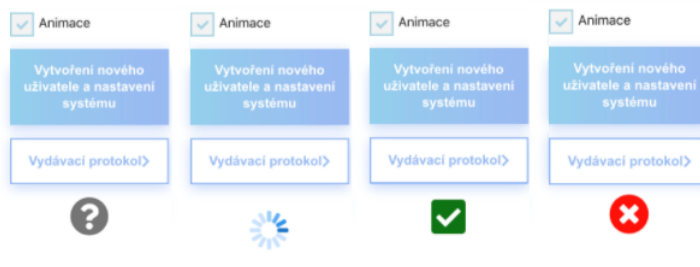 Animace
Vytvoření nového
uživatele a nastavení
systému
Vydávací protokol>
Animace
Vytvoření nového
uživatele a nastavení
systému
Vydávací protokol>
Animace
Vytvoření nového
uživatele a nastavení
systému
Vydávací protokol>
Animace
Vytvoření nového
uživatele a nastavení
systému
Vydávací protokol>